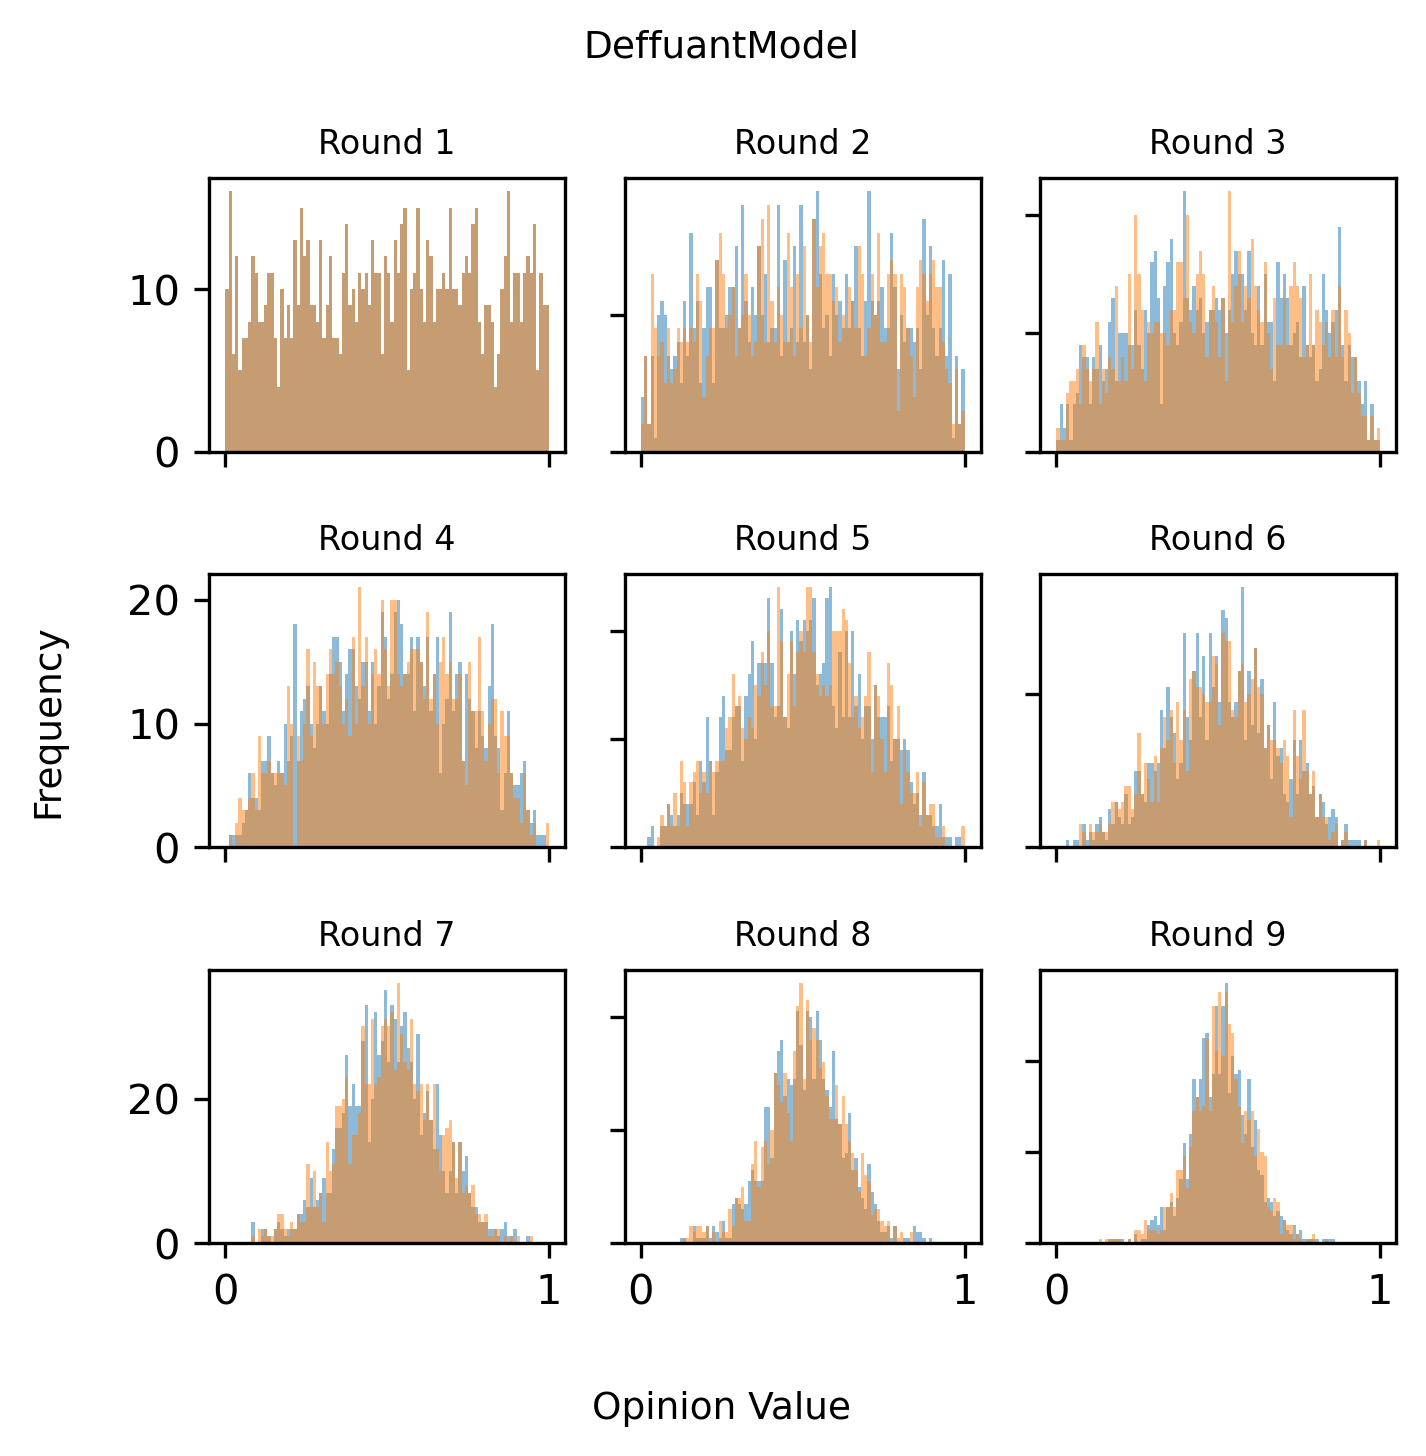 DeffuantModel
Round 1
Round 2
Round 3
10
0
Round 4
Round 5
Round 6
20
10
0
Round 7
Round 8
Round 9
20
0
0 1
0 1
0 1
Frequency
Opinion Value